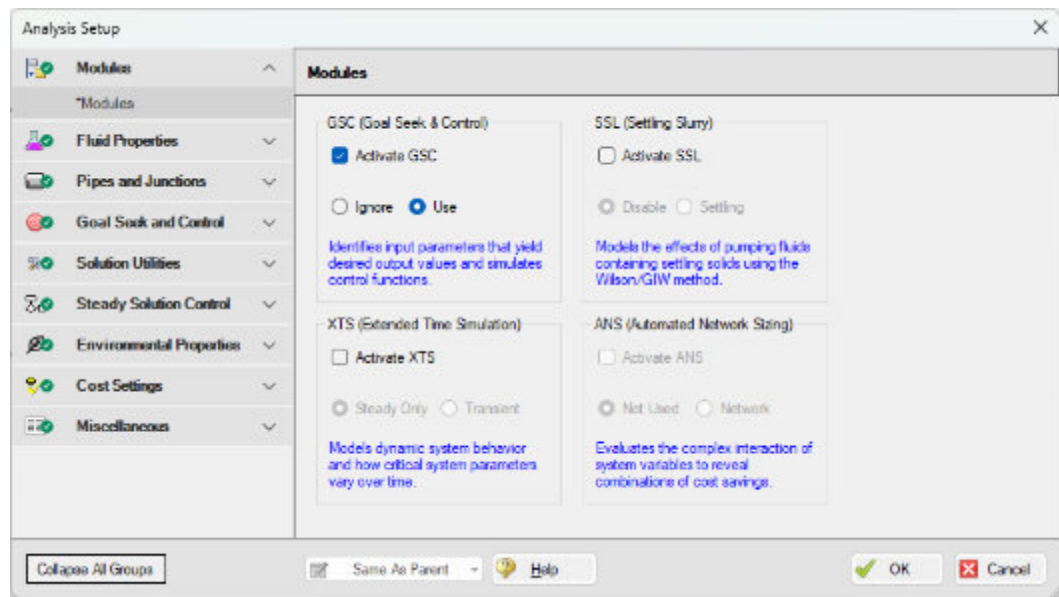 Analysis Setup
Modules
*Modules
Fluid Properties
Pipes and Junctions
Goal Seek and Control
Solution Utilities
Steady Solution Control
Environmental Properties
Cost Settings
Miscellaneous
Collapse All Groups
Modules
GSC (Goal Seek & Control)
Activate GSC
Ignore Use
Identifies input parameters that yield
desired output values and simulates
control functions.
SSL (Settling Slurry)
Activate SSL
Disable Settling
Models the effects of pumping fluids
containing settling solids using the
Wilson/GIW method.
XTS (Extended Time Simulation)
Activate XTS
Steady Only Transient
Models dynamic system behavior
and how critical system parameters
vary over time.
ANS (Automated Network Sizing)
Activate ANS
Not Used Network
Evaluates the complex interaction of
system variables to reveal
combinations of cost savings.
Same As Parent
Help
OK
Cancel